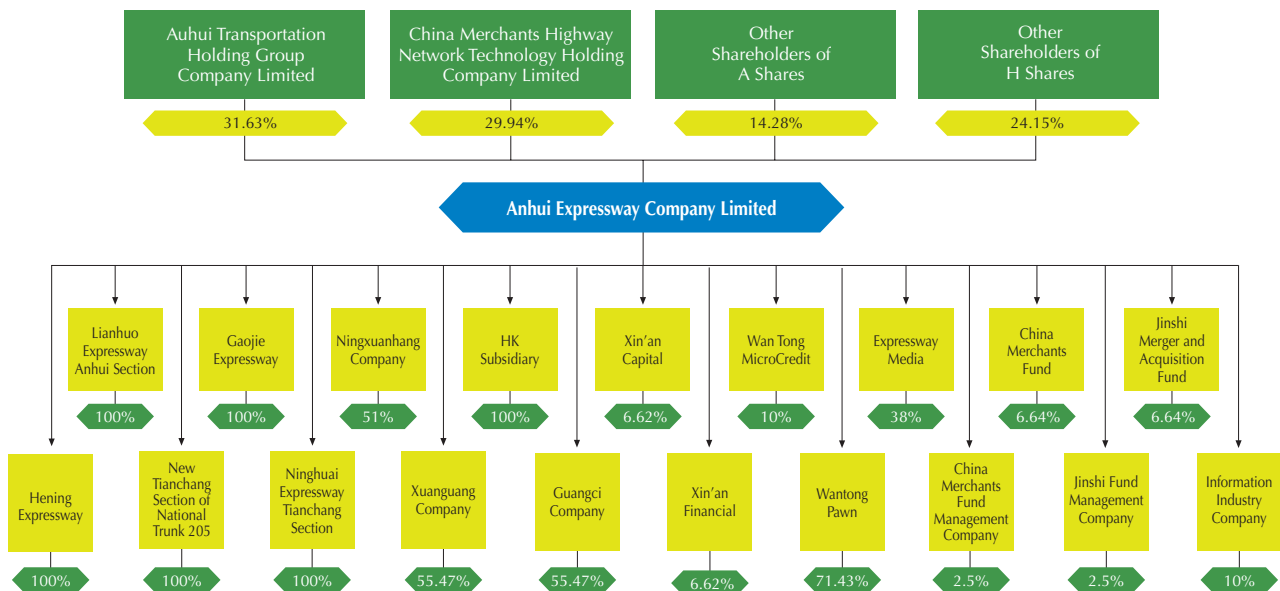 Auhui Transportation
Holding Group
Company Limited
31.63%
China Merchants Highway
Network Technology Holding
Company Limited
29.94%
Other
Shareholders of
A Shares
14.28%
Other
Shareholders of
H Shares
24.15%
Anhui Expressway Company Limited
Lianhuo
Expressway
Anhui Section
100%
Gaojie
Expressway
100%
Ningxuanhang
Company
51%
HK
Subsidiary
100%
Xin'an
Capital
6.62%
Wan Tong
MicroCredit
10%
Expressway
Media
38%
China
Merchants
Fund
6.64%
Jinshi
Merger and
Acquisition
Fund
6.64%
Hening
Expressway
100%
New
Tianchang
Section of
National
Trunk 205
100%
Ninghuai
Expressway
Tianchang
Section
100%
Xuanguang
Company
55.47%
Guangci
Company
55.47%
Xin'an
Financial
6.62%
Wantong
Pawn
71.43%
China
Merchants
Fund
Management
Company
2.5%
Jinshi Fund
Management
Company
2.5%
Information
Industry
Company
10%